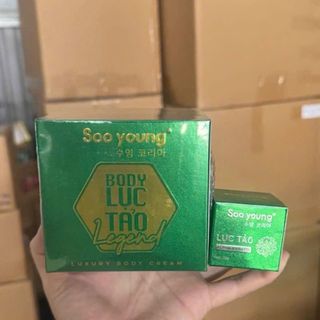 Soo young
수영 코리아
BODY
LỤC
TẢO
Legend
LUXURY BODY CREAM
Soo young
수영 코리아
LỤC TẢO